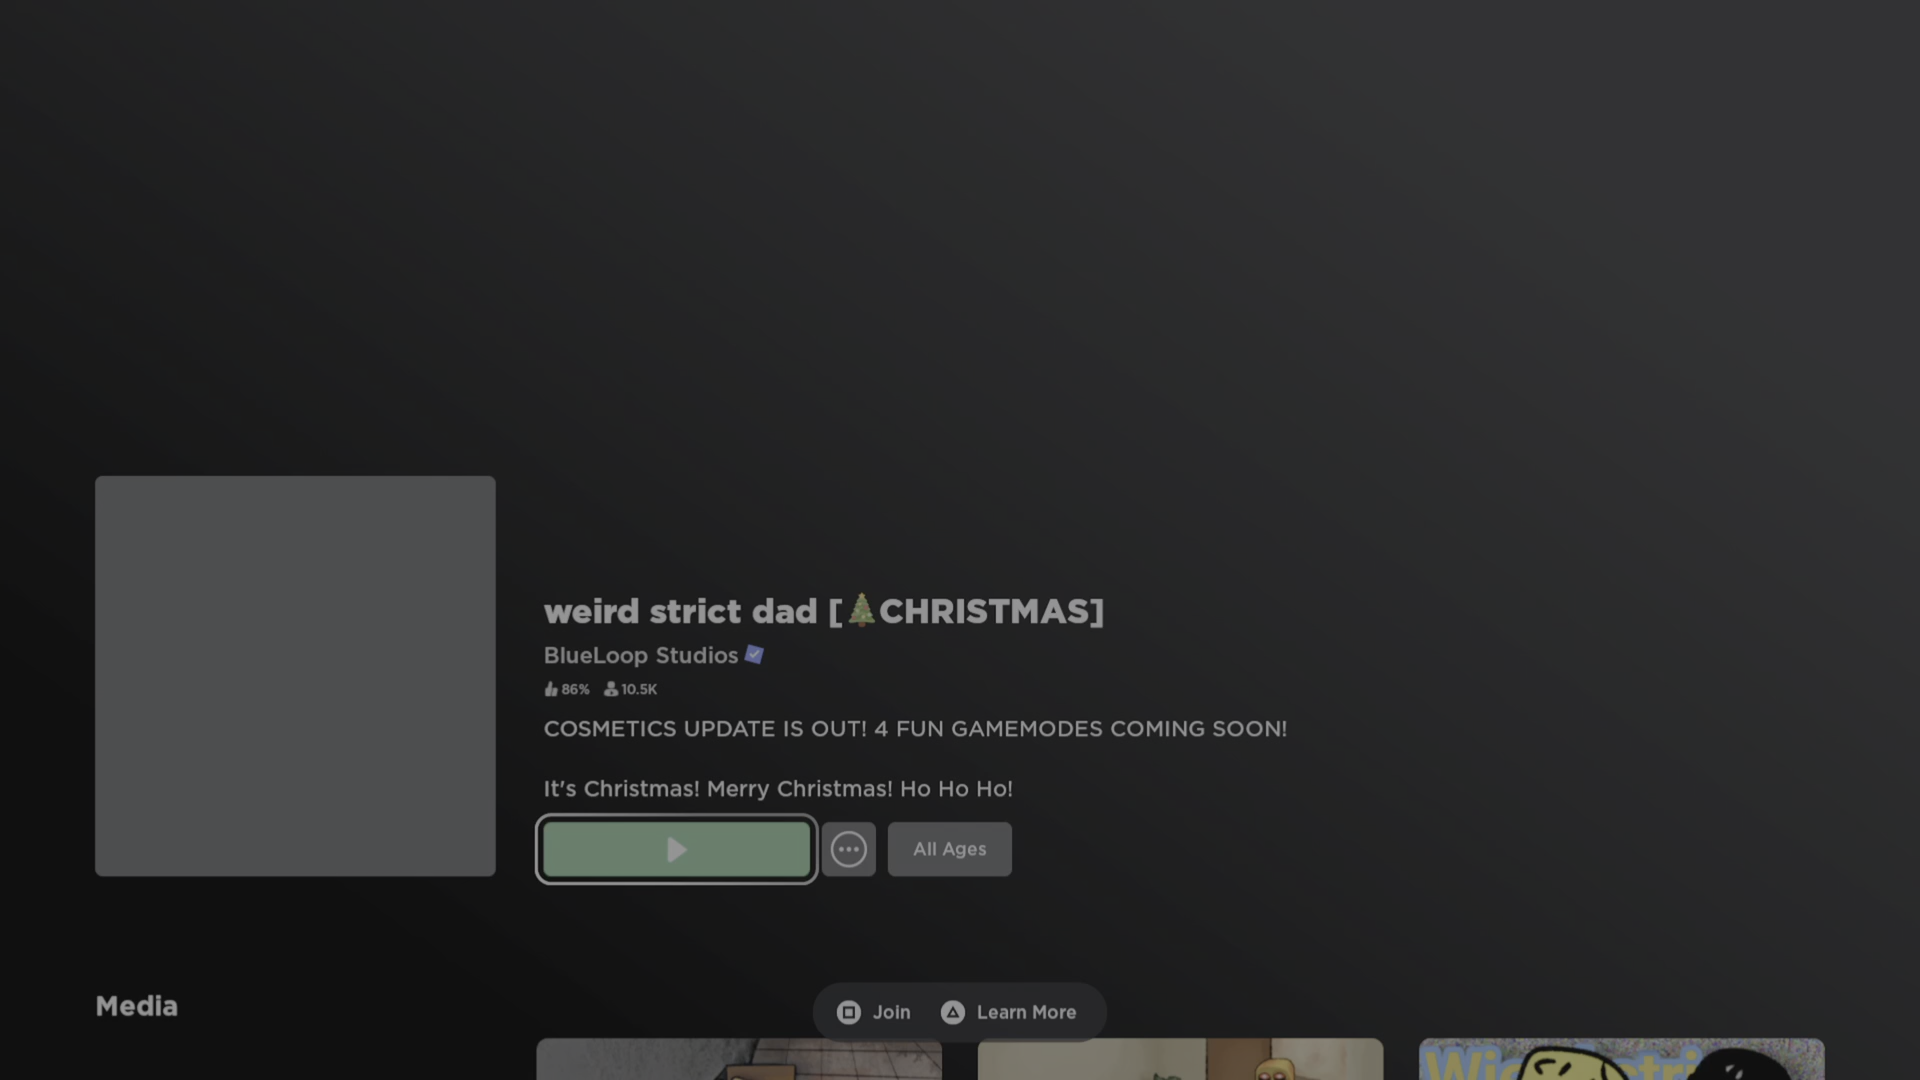 weird strict dad [🎄CHRISTMAS]
BlueLoop Studios
86% 10.5K
COSMETICS UPDATE IS OUT! 4 FUN GAMEMODES COMING SOON!
It's Christmas! Merry Christmas! Ho Ho Ho!
All Ages
Media
Join
Learn More